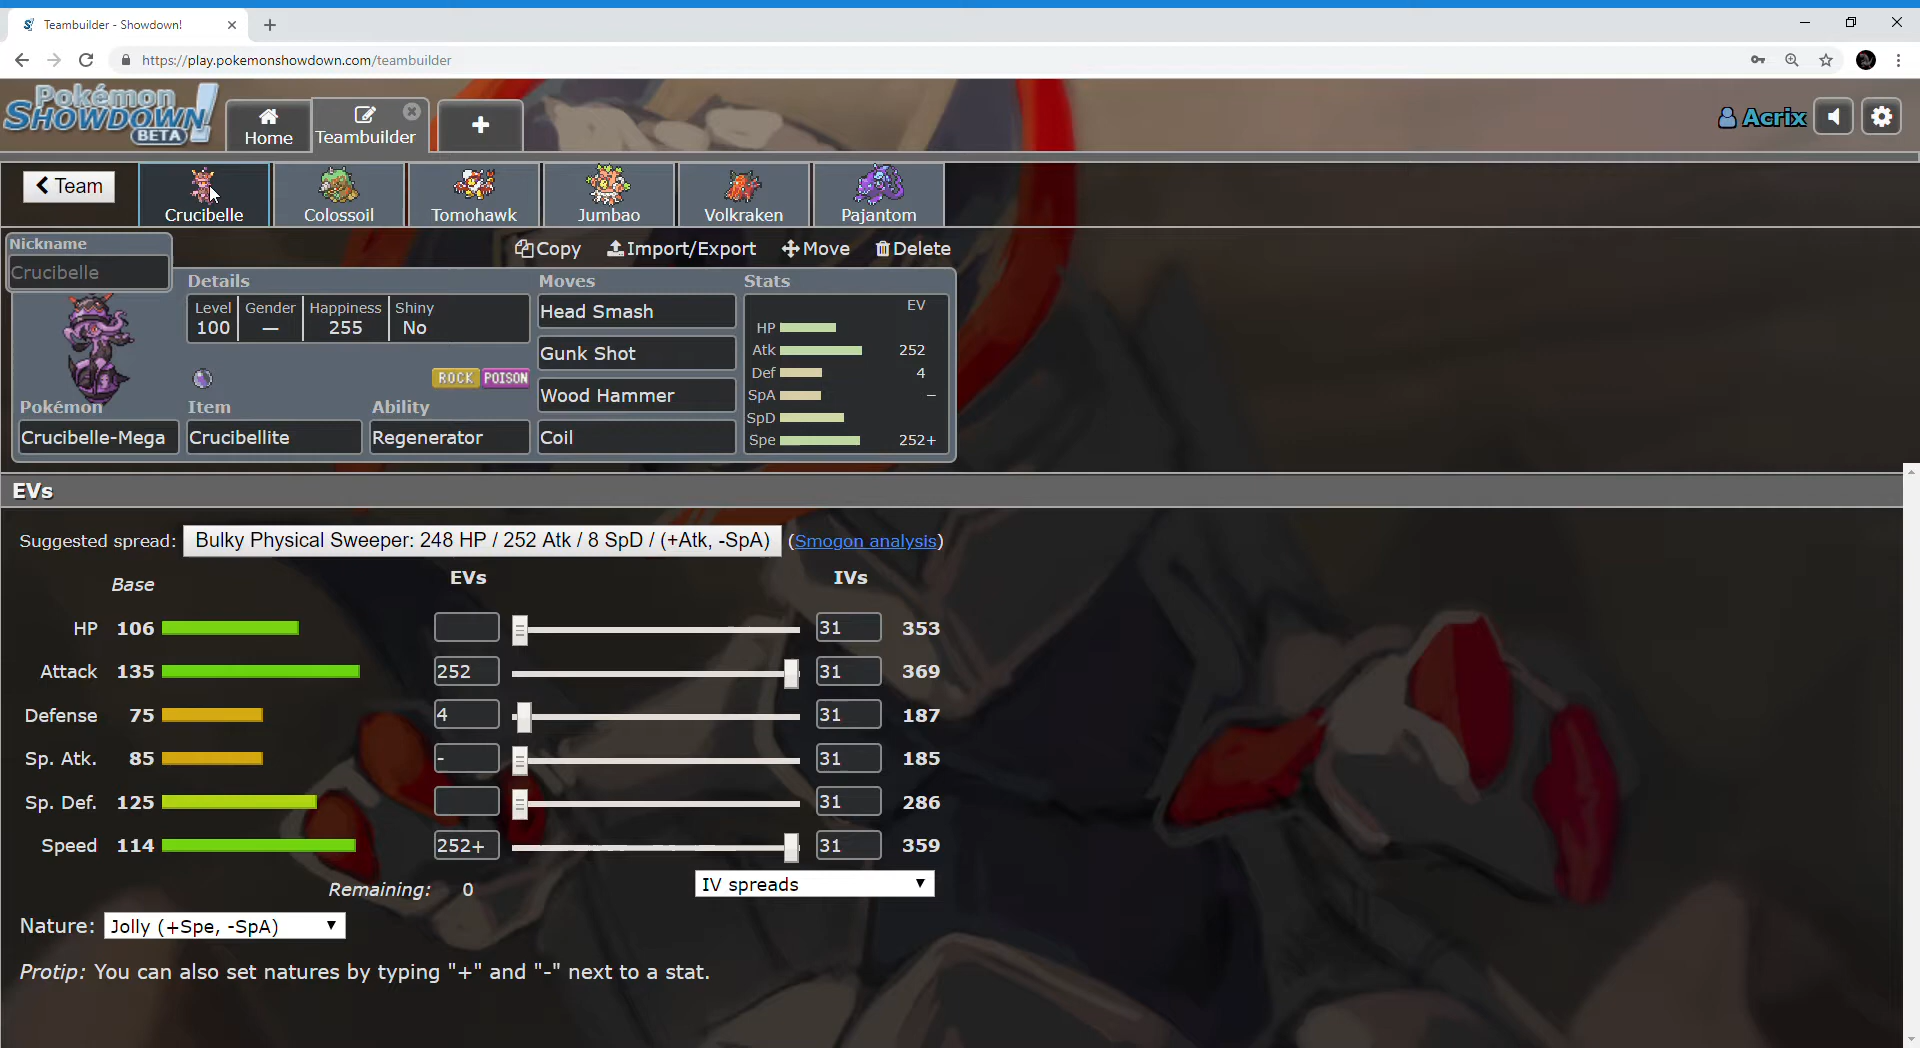 Teambuilder - Showdown!
https://play.pokemonshowdown.com/teambuilder
Pokémon
SHOWDOWN!
BETA
Home
Teambuilder
Acrix
Team
Crucibelle
Colossoil
Tomohawk
Jumbao
Volkraken
Pajantom
Nickname
Crucibelle
Copy Import/Export Move Delete
Details
Level Gender Happiness Shiny
100 — 255 No
ROCK POISON
Pokémon Item Ability
Crucibelle-Mega Crucibellite Regenerator
Moves
Head Smash
Gunk Shot
Wood Hammer
Coil
Stats
EV
HP
Atk 252
Def 4
SpA −
SpD
Spe 252+
EVs
Suggested spread: Bulky Physical Sweeper: 248 HP / 252 Atk / 8 SpD / (+Atk, -SpA) (Smogon analysis)
Base EVs IVs
HP 106 31 353
Attack 135 252 31 369
Defense 75 4 31 187
Sp. Atk. 85 - 31 185
Sp. Def. 125 31 286
Speed 114 252+ 31 359
Remaining: 0
IV spreads
Nature: Jolly (+Spe, -SpA)
Protip: You can also set natures by typing "+" and "-" next to a stat.